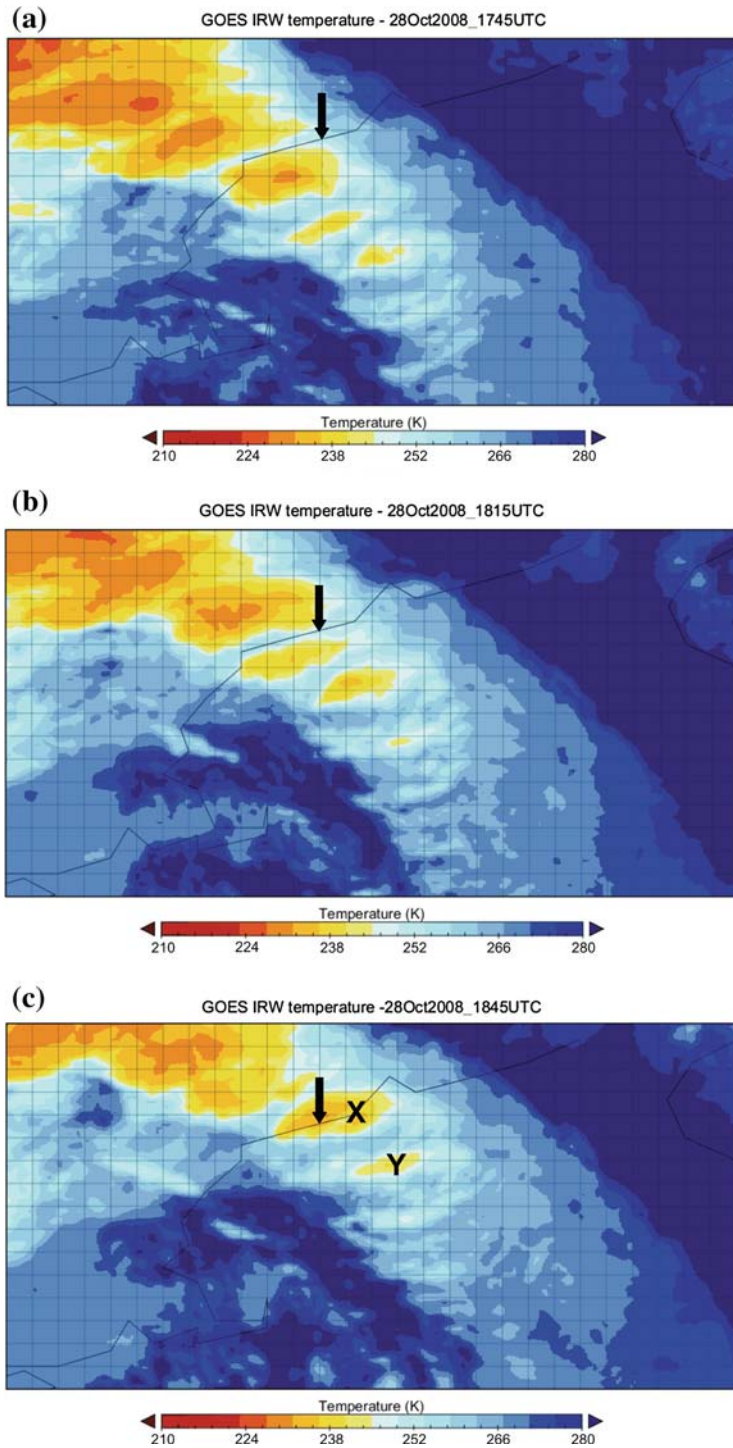 (a)
GOES IRW temperature - 28Oct2008_1745UTC
Temperature (K)
210 224 238 252 266 280
(b)
GOES IRW temperature - 28Oct2008_1815UTC
Temperature (K)
210 224 238 252 266 280
(c)
GOES IRW temperature -28Oct2008_1845UTC
X
Y
Temperature (K)
210 224 238 252 266 280